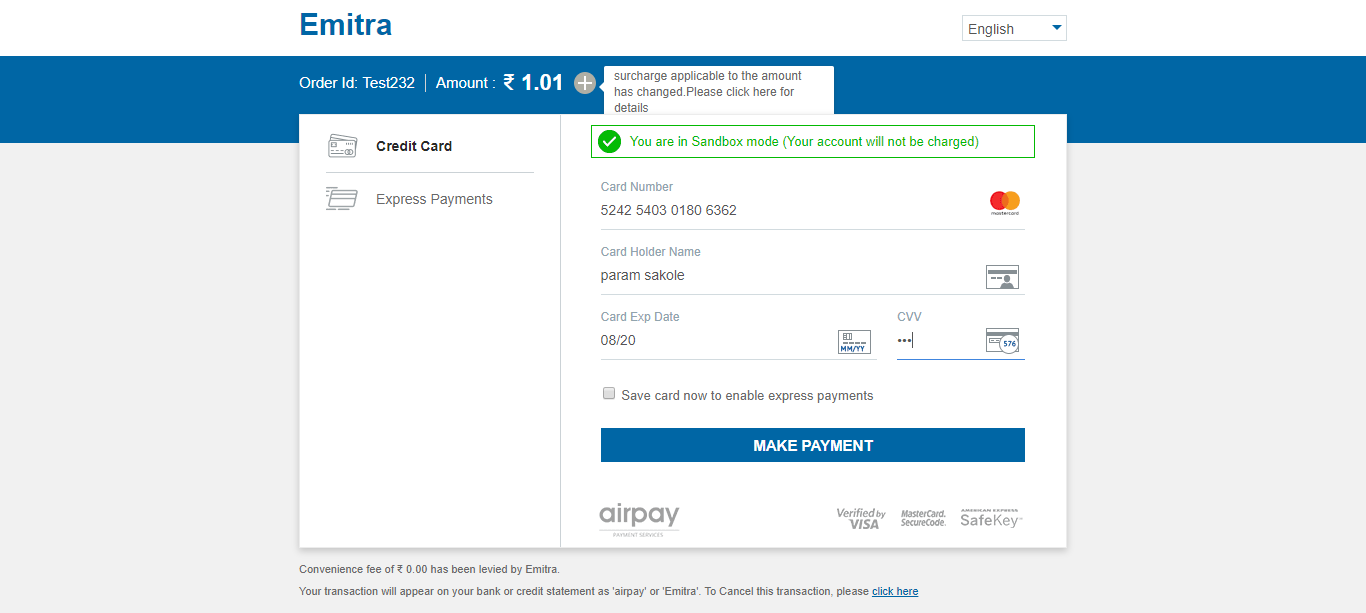 Emitra
English
Order Id: Test232 | Amount : ₹ 1.01
surcharge applicable to the amount
has changed.Please click here for
details
Credit Card
Express Payments
You are in Sandbox mode (Your account will not be charged)
Card Number
5242 5403 0180 6362
mastercard
Card Holder Name
param sakole
Card Exp Date
08/20
MM/YY
CVV
•••
576
Save card now to enable express payments
MAKE PAYMENT
airpay
PAYMENT SERVICES
Verified by
VISA
MasterCard.
SecureCode.
AMERICAN EXPRESS
SafeKey
Convenience fee of ₹ 0.00 has been levied by Emitra.
Your transaction will appear on your bank or credit statement as 'airpay' or 'Emitra'. To Cancel this transaction, please click here